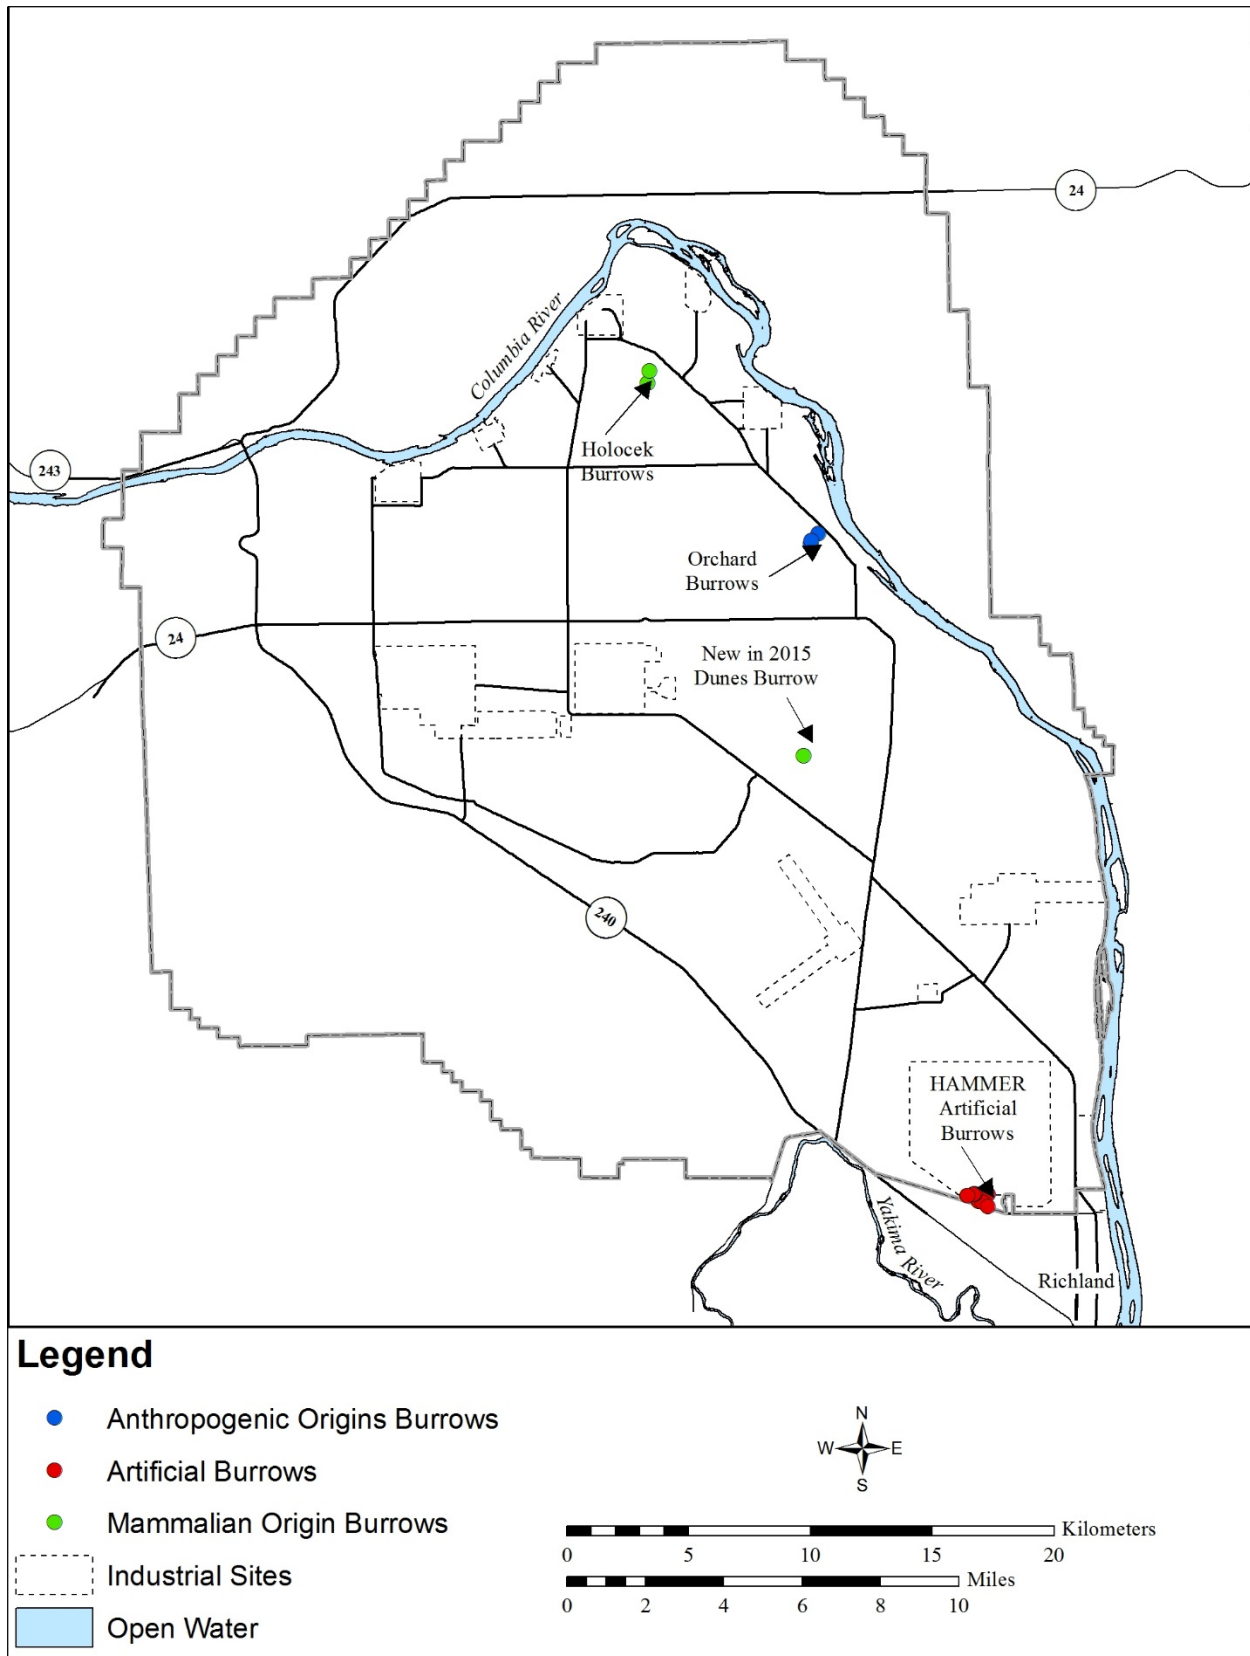 24
Columbia River
243
Holocek
Burrows
Orchard
Burrows
24
New in 2015
Dunes Burrow
240
HAMMER
Artificial
Burrows
Yakima River
Richland
Legend
Anthropogenic Origins Burrows
Artificial Burrows
Mammalian Origin Burrows
Industrial Sites
Open Water
N
W E
S
Kilometers
0 5 10 15 20
Miles
0 2 4 6 8 10